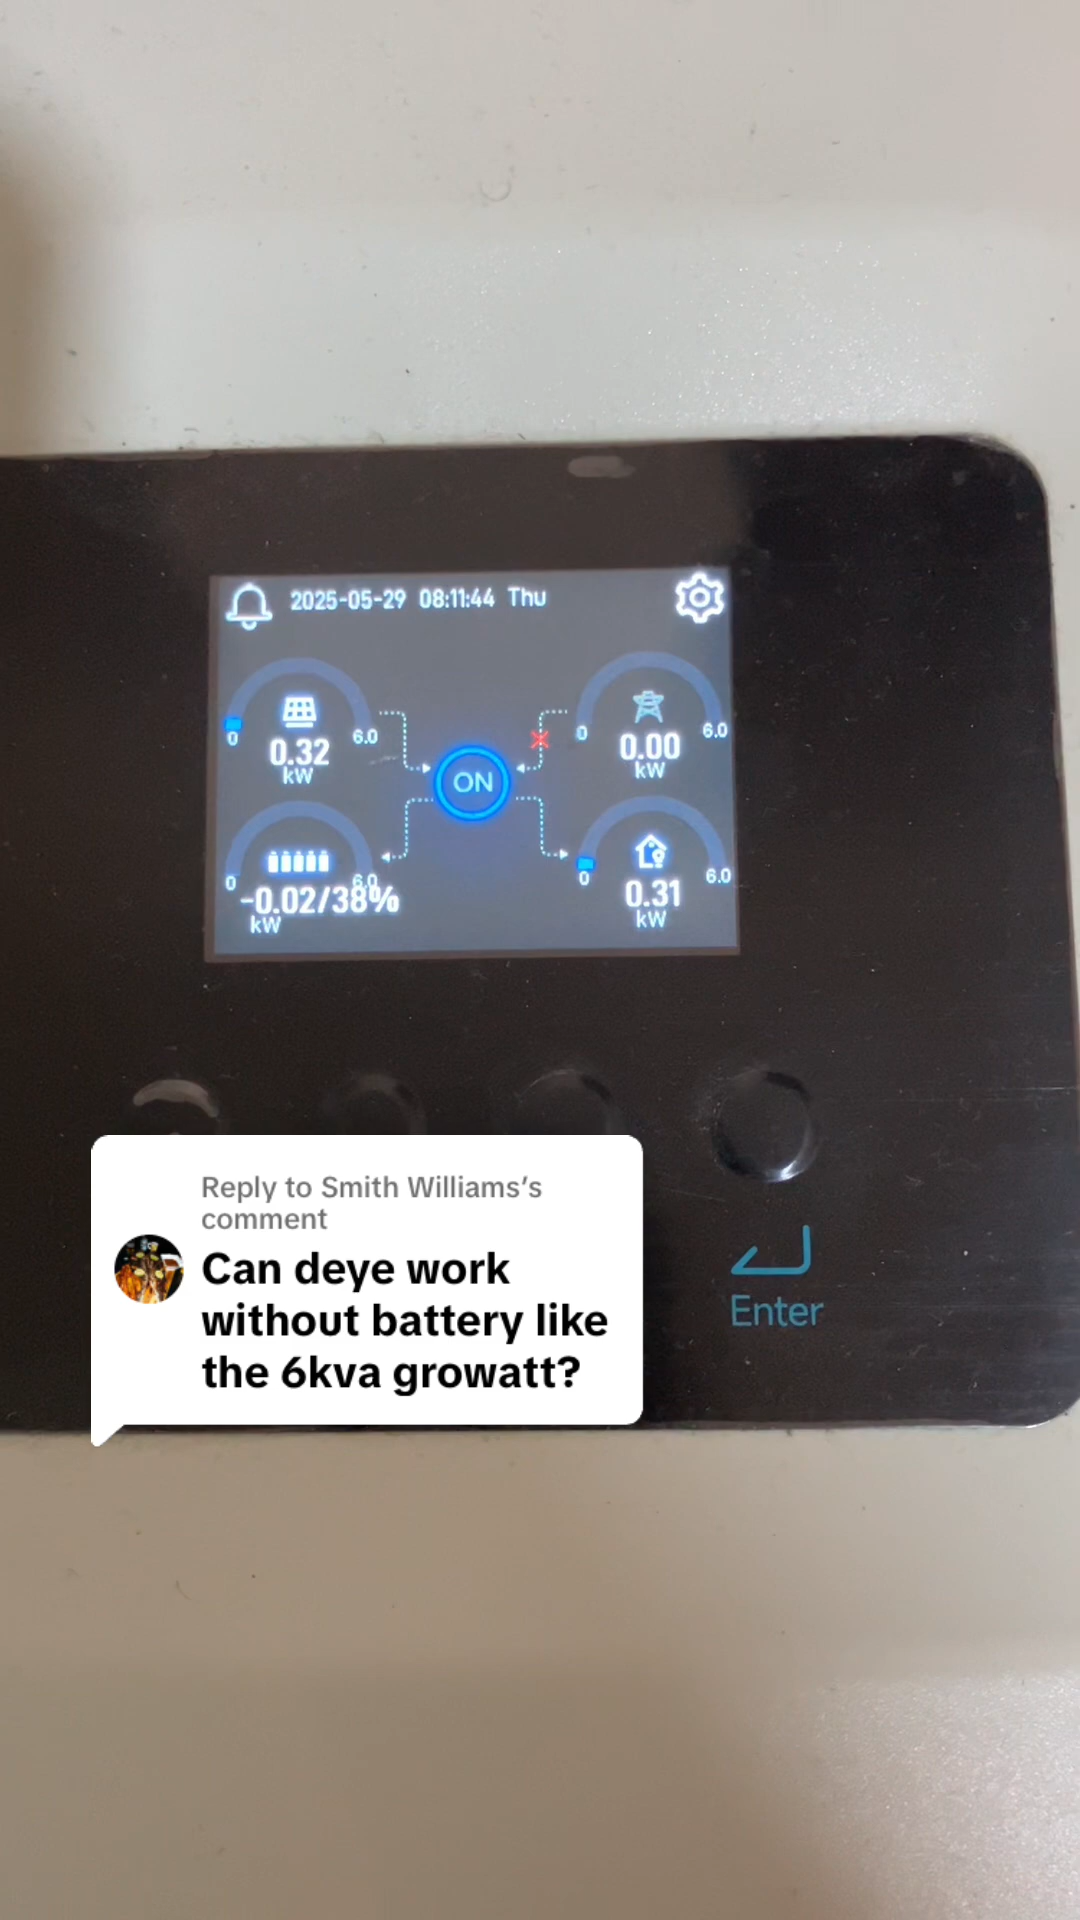 2025-05-29 08:11:44 Thu
0 6.0
0.32
kW
0 6.0
0.00
kW
ON
0 6.0
-0.02/38%
kW
0 6.0
0.31
kW
Reply to Smith Williams's
comment
Can deye work
without battery like
the 6kva growatt?
Enter